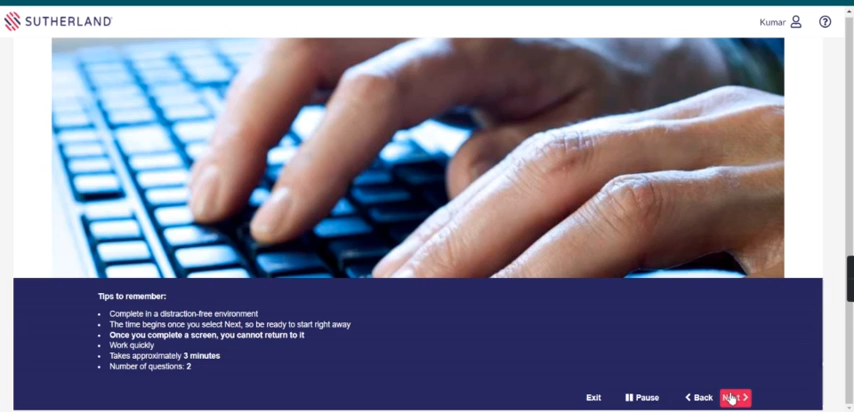 SUTHERLAND
Kumar
Tips to remember:
Complete in a distraction-free environment
The time begins once you select Next, so be ready to start right away
Once you complete a screen, you cannot return to it
Work quickly
Takes approximately 3 minutes
Number of questions: 2
Exit Pause Back Next